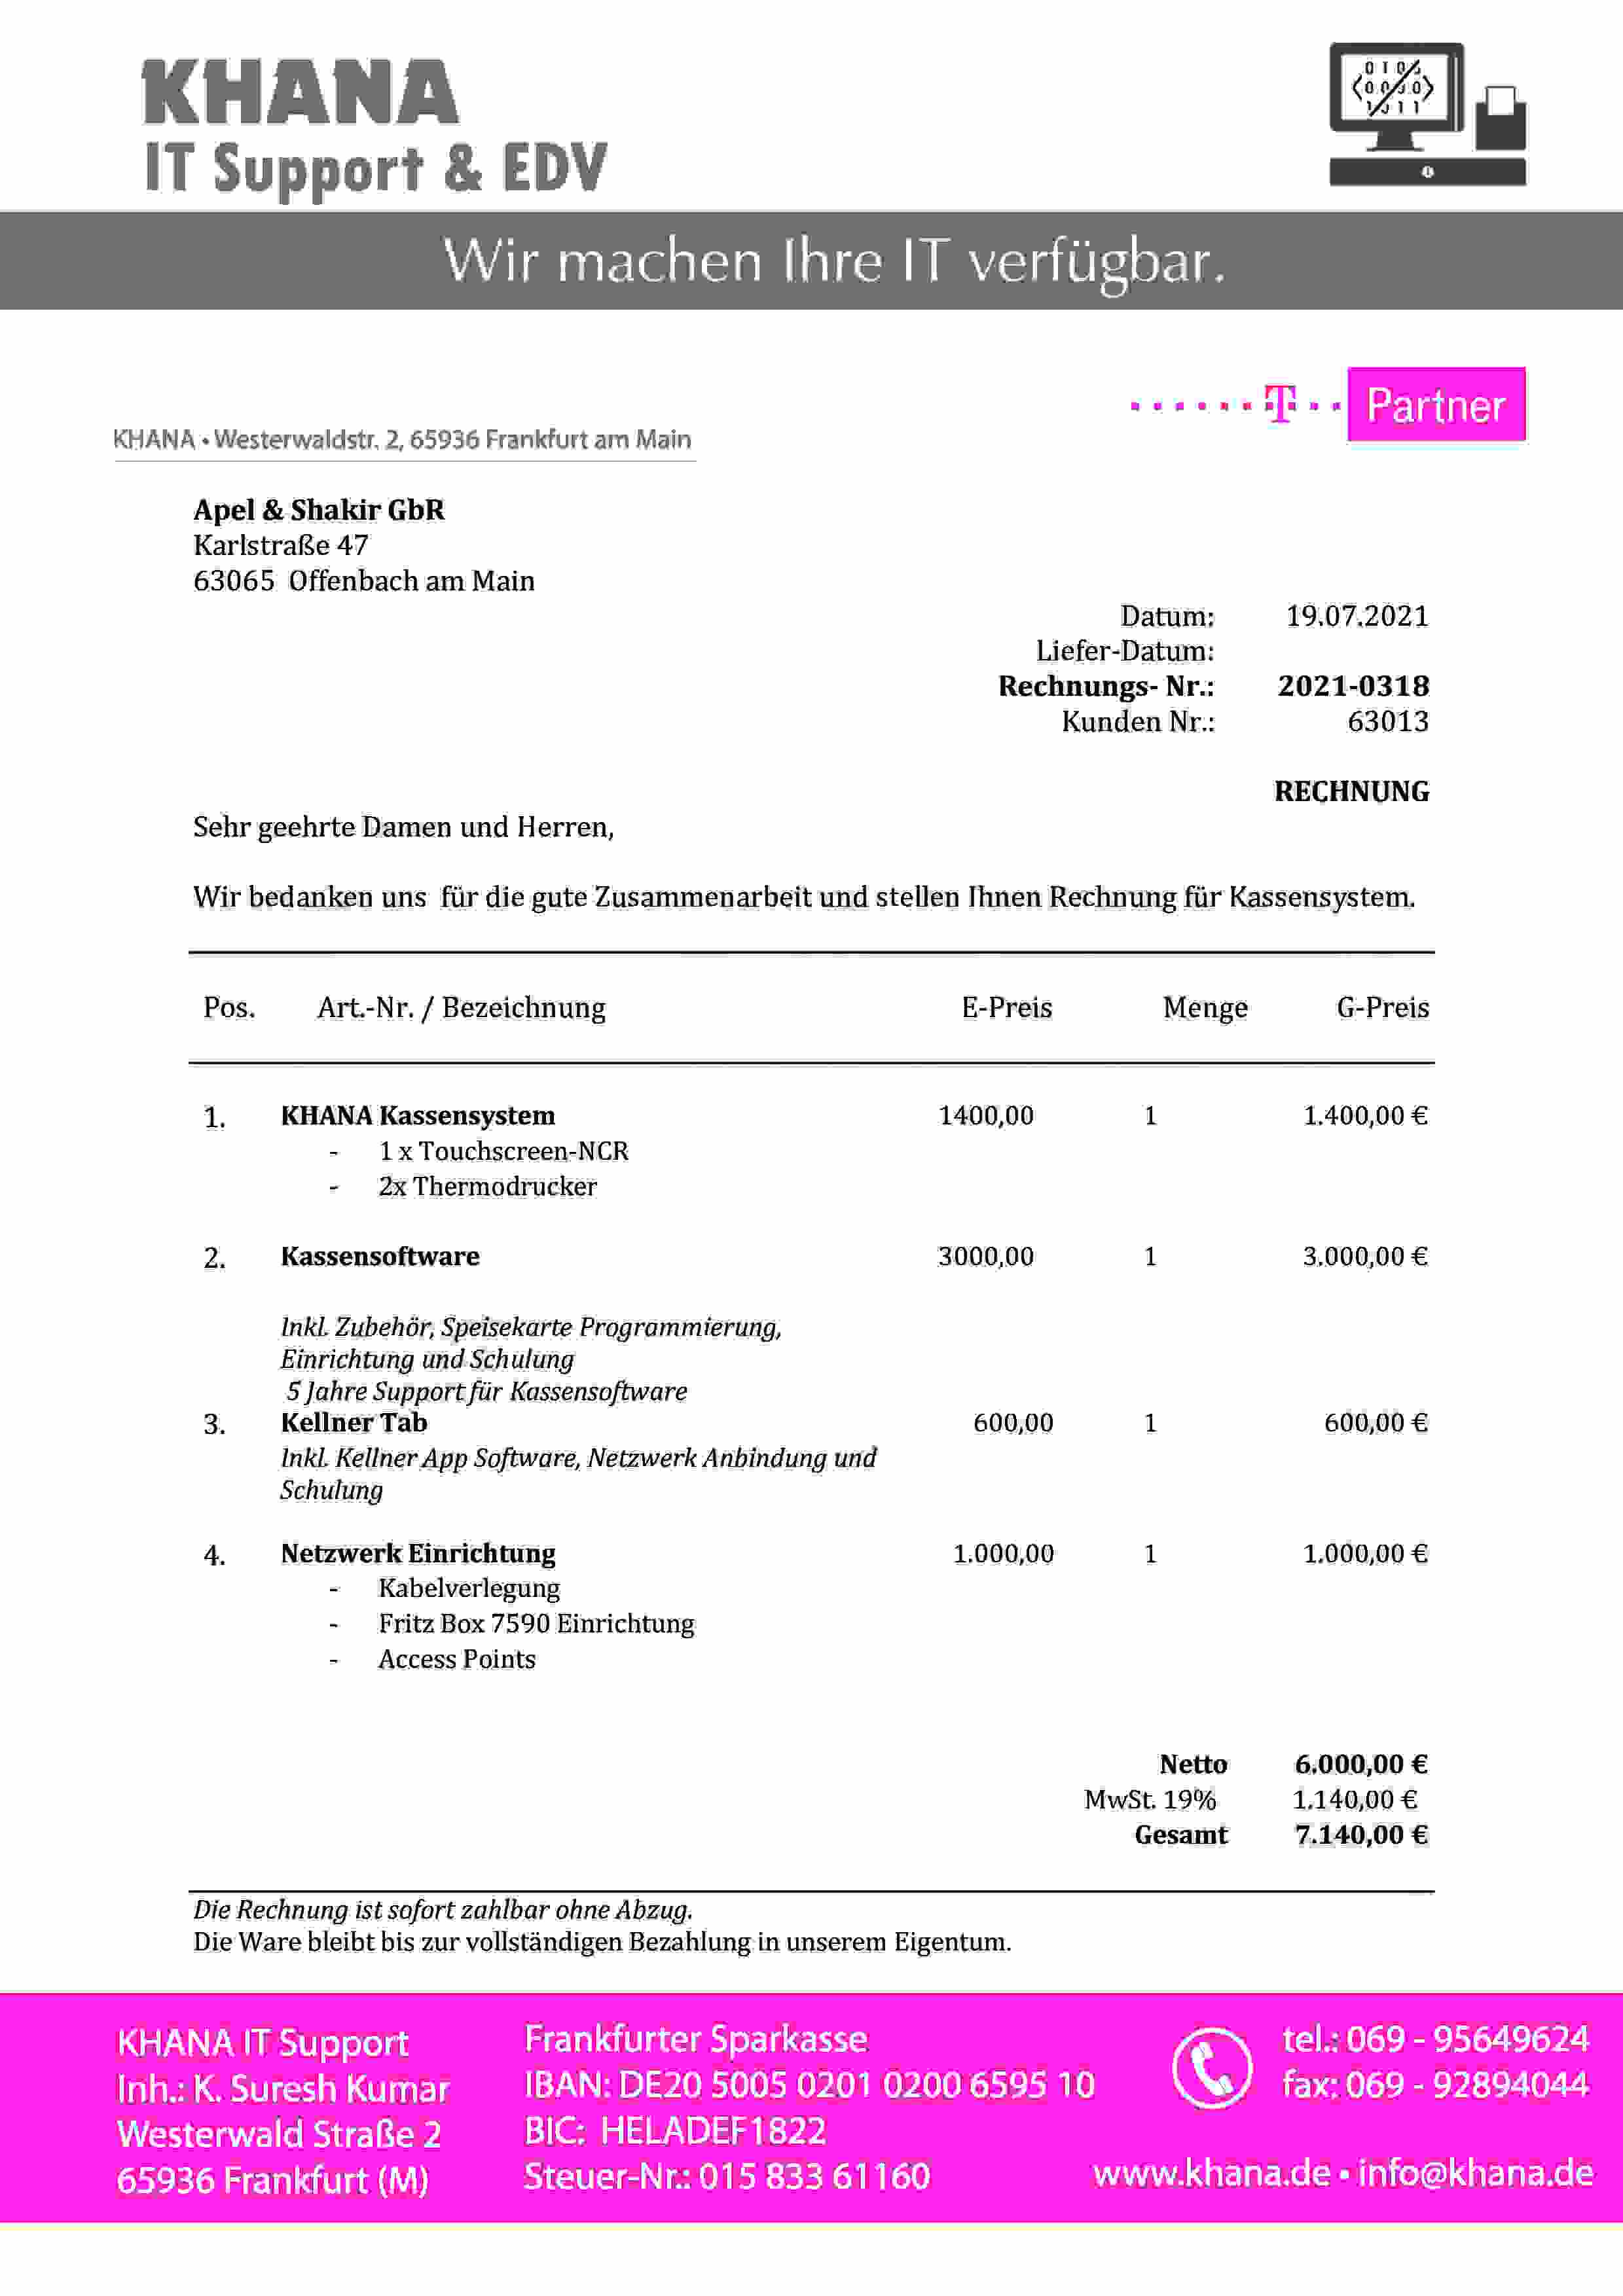 KHANA
IT Support & EDV
Wir machen Ihre IT verfügbar.
T Partner
KHANA • Westerwaldstr. 2, 65936 Frankfurt am Main
Apel & Shakir GbR
Karlstraße 47
63065 Offenbach am Main
Datum: 19.07.2021
Liefer-Datum:
Rechnungs- Nr.: 2021-0318
Kunden Nr.: 63013
RECHNUNG
Sehr geehrte Damen und Herren,
Wir bedanken uns für die gute Zusammenarbeit und stellen Ihnen Rechnung für Kassensystem.
Pos. Art.-Nr. / Bezeichnung E-Preis Menge G-Preis
1. KHANA Kassensystem 1400,00 1 1.400,00 €
- 1 x Touchscreen-NCR
- 2x Thermodrucker
2. Kassensoftware 3000,00 1 3.000,00 €
Inkl. Zubehör, Speisekarte Programmierung,
Einrichtung und Schulung
5 Jahre Support für Kassensoftware
3. Kellner Tab 600,00 1 600,00 €
Inkl. Kellner App Software, Netzwerk Anbindung und
Schulung
4. Netzwerk Einrichtung 1.000,00 1 1.000,00 €
- Kabelverlegung
- Fritz Box 7590 Einrichtung
- Access Points
Netto 6.000,00 €
MwSt. 19% 1.140,00 €
Gesamt 7.140,00 €
Die Rechnung ist sofort zahlbar ohne Abzug.
Die Ware bleibt bis zur vollständigen Bezahlung in unserem Eigentum.
KHANA IT Support
Inh.: K. Suresh Kumar
Westerwald Straße 2
65936 Frankfurt (M)
Frankfurter Sparkasse
IBAN: DE20 5005 0201 0200 6595 10
BIC: HELADEF1822
Steuer-Nr.: 015 833 61160
tel.: 069 - 95649624
fax: 069 - 92894044
www.khana.de • info@khana.de